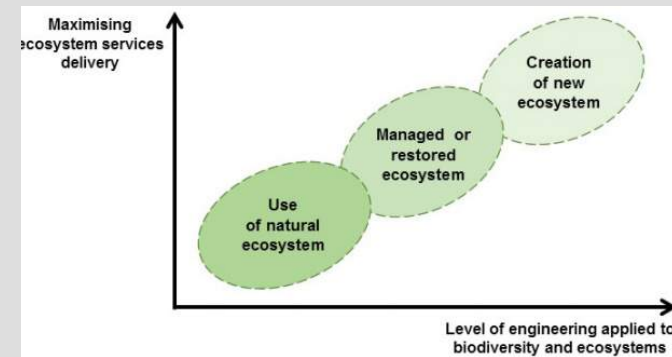 Maximising
ecosystem services
delivery
Creation
of new
ecosystem
Managed or
restored
ecosystem
Use
of natural
ecosystem
Level of engineering applied to
biodiversity and ecosystems